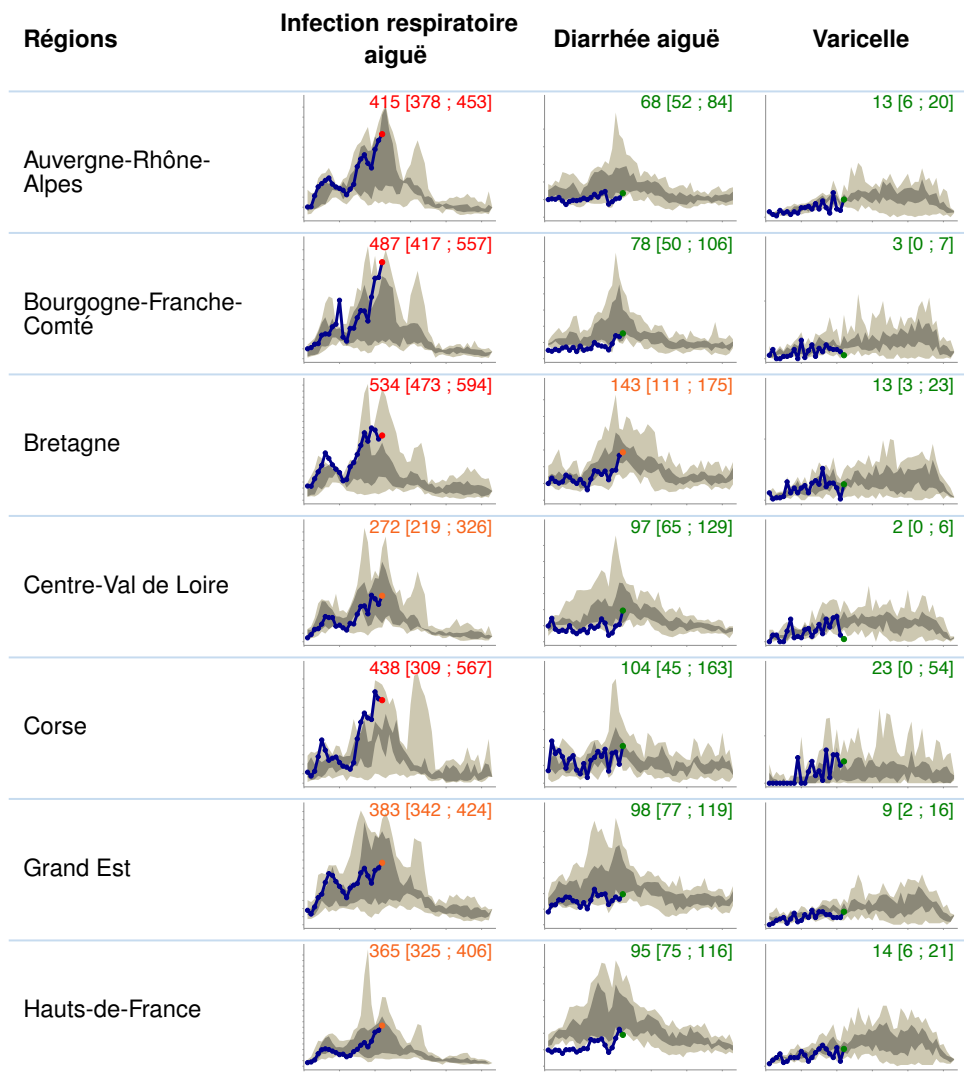 Régions
Infection respiratoire
aiguë
Diarrhée aiguë
Varicelle
Auvergne-Rhône-
Alpes
415 [378 ; 453]
68 [52 ; 84]
13 [6 ; 20]
Bourgogne-Franche-
Comté
487 [417 ; 557]
78 [50 ; 106]
3 [0 ; 7]
Bretagne
534 [473 ; 594]
143 [111 ; 175]
13 [3 ; 23]
Centre-Val de Loire
272 [219 ; 326]
97 [65 ; 129]
2 [0 ; 6]
Corse
438 [309 ; 567]
104 [45 ; 163]
23 [0 ; 54]
Grand Est
383 [342 ; 424]
98 [77 ; 119]
9 [2 ; 16]
Hauts-de-France
365 [325 ; 406]
95 [75 ; 116]
14 [6 ; 21]